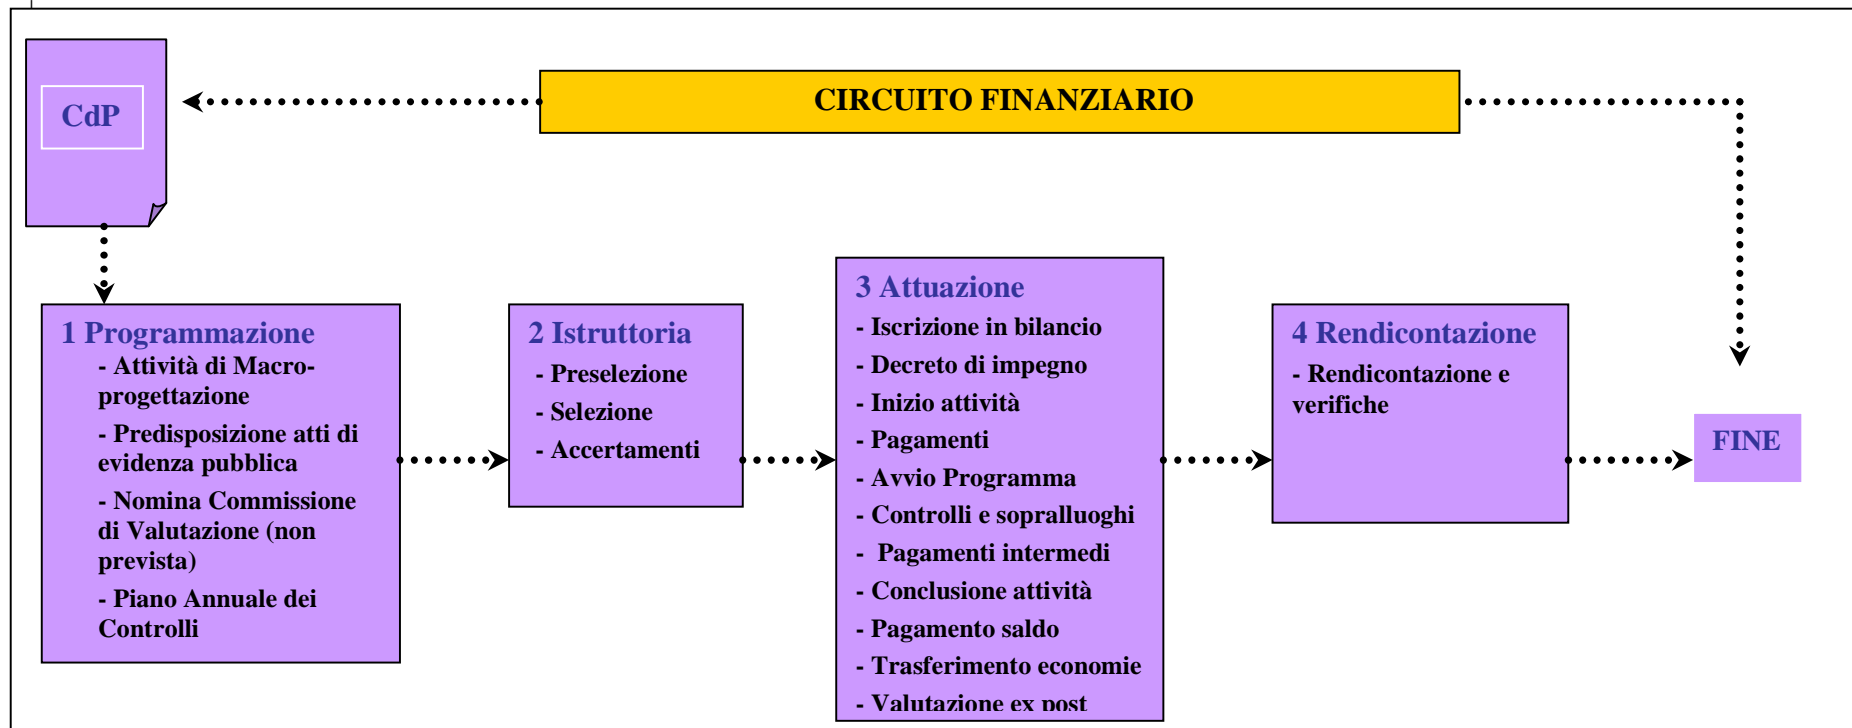 CdP
CIRCUITO FINANZIARIO
1 Programmazione
- Attività di Macro-
progettazione
- Predisposizione atti di
evidenza pubblica
- Nomina Commissione
di Valutazione (non
prevista)
- Piano Annuale dei
Controlli
2 Istruttoria
- Preselezione
- Selezione
- Accertamenti
3 Attuazione
- Iscrizione in bilancio
- Decreto di impegno
- Inizio attività
- Pagamenti
- Avvio Programma
- Controlli e sopralluoghi
- Pagamenti intermedi
- Conclusione attività
- Pagamento saldo
- Trasferimento economie
- Valutazione ex post
4 Rendicontazione
- Rendicontazione e
verifiche
FINE